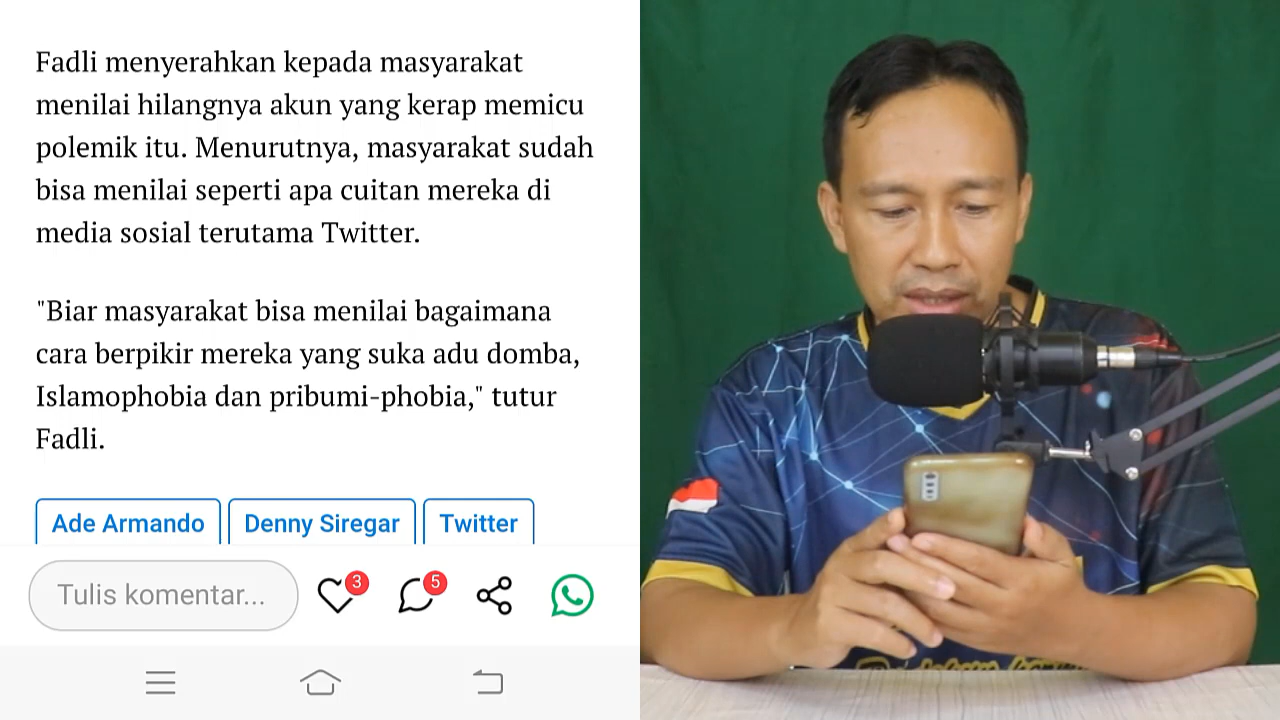 Fadli menyerahkan kepada masyarakat
menilai hilangnya akun yang kerap memicu
polemik itu. Menurutnya, masyarakat sudah
bisa menilai seperti apa cuitan mereka di
media sosial terutama Twitter.
"Biar masyarakat bisa menilai bagaimana
cara berpikir mereka yang suka adu domba,
Islamophobia dan pribumi-phobia," tutur
Fadli.
Ade Armando Denny Siregar Twitter
Tulis komentar... 3 5